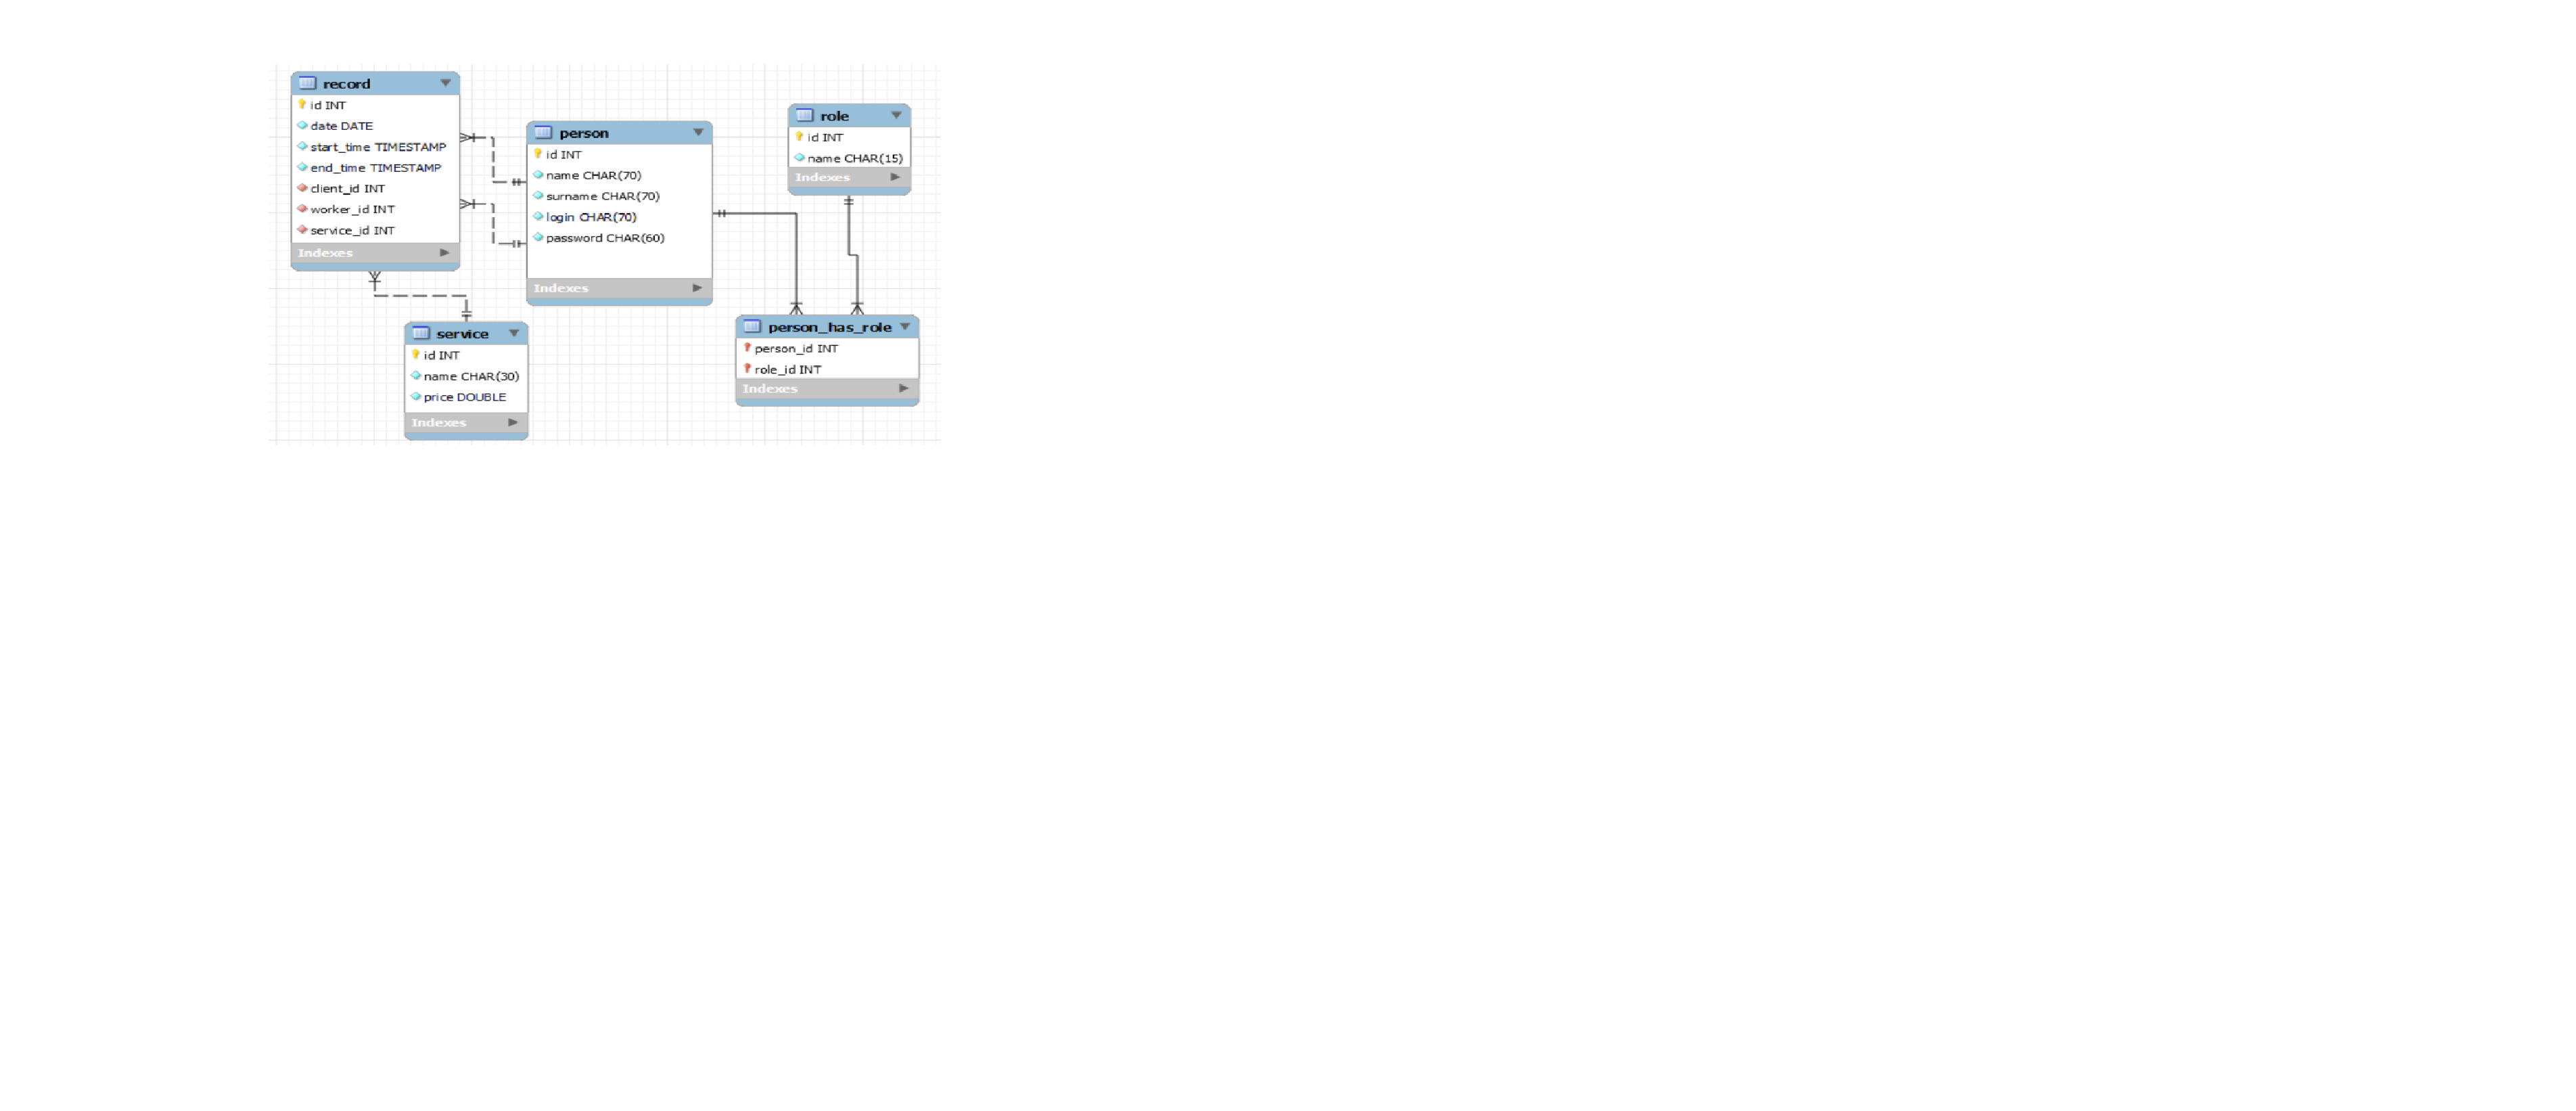 record
id INT
date DATE
start_time TIMESTAMP
end_time TIMESTAMP
client_id INT
worker_id INT
service_id INT
Indexes
person
id INT
name CHAR(70)
surname CHAR(70)
login CHAR(70)
password CHAR(60)
Indexes
role
id INT
name CHAR(15)
Indexes
service
id INT
name CHAR(30)
price DOUBLE
Indexes
person_has_role
person_id INT
role_id INT
Indexes